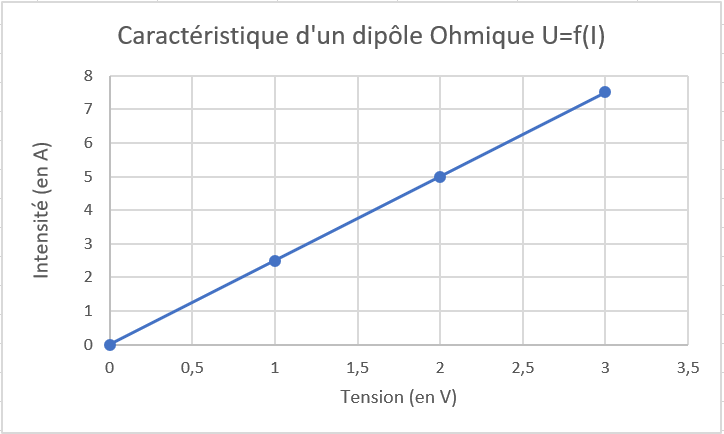 Caractéristique d'un dipôle Ohmique U=f(I)
Intensité (en A)
8
7
6
5
4
3
2
1
0
0 0,5 1 1,5 2 2,5 3 3,5
Tension (en V)